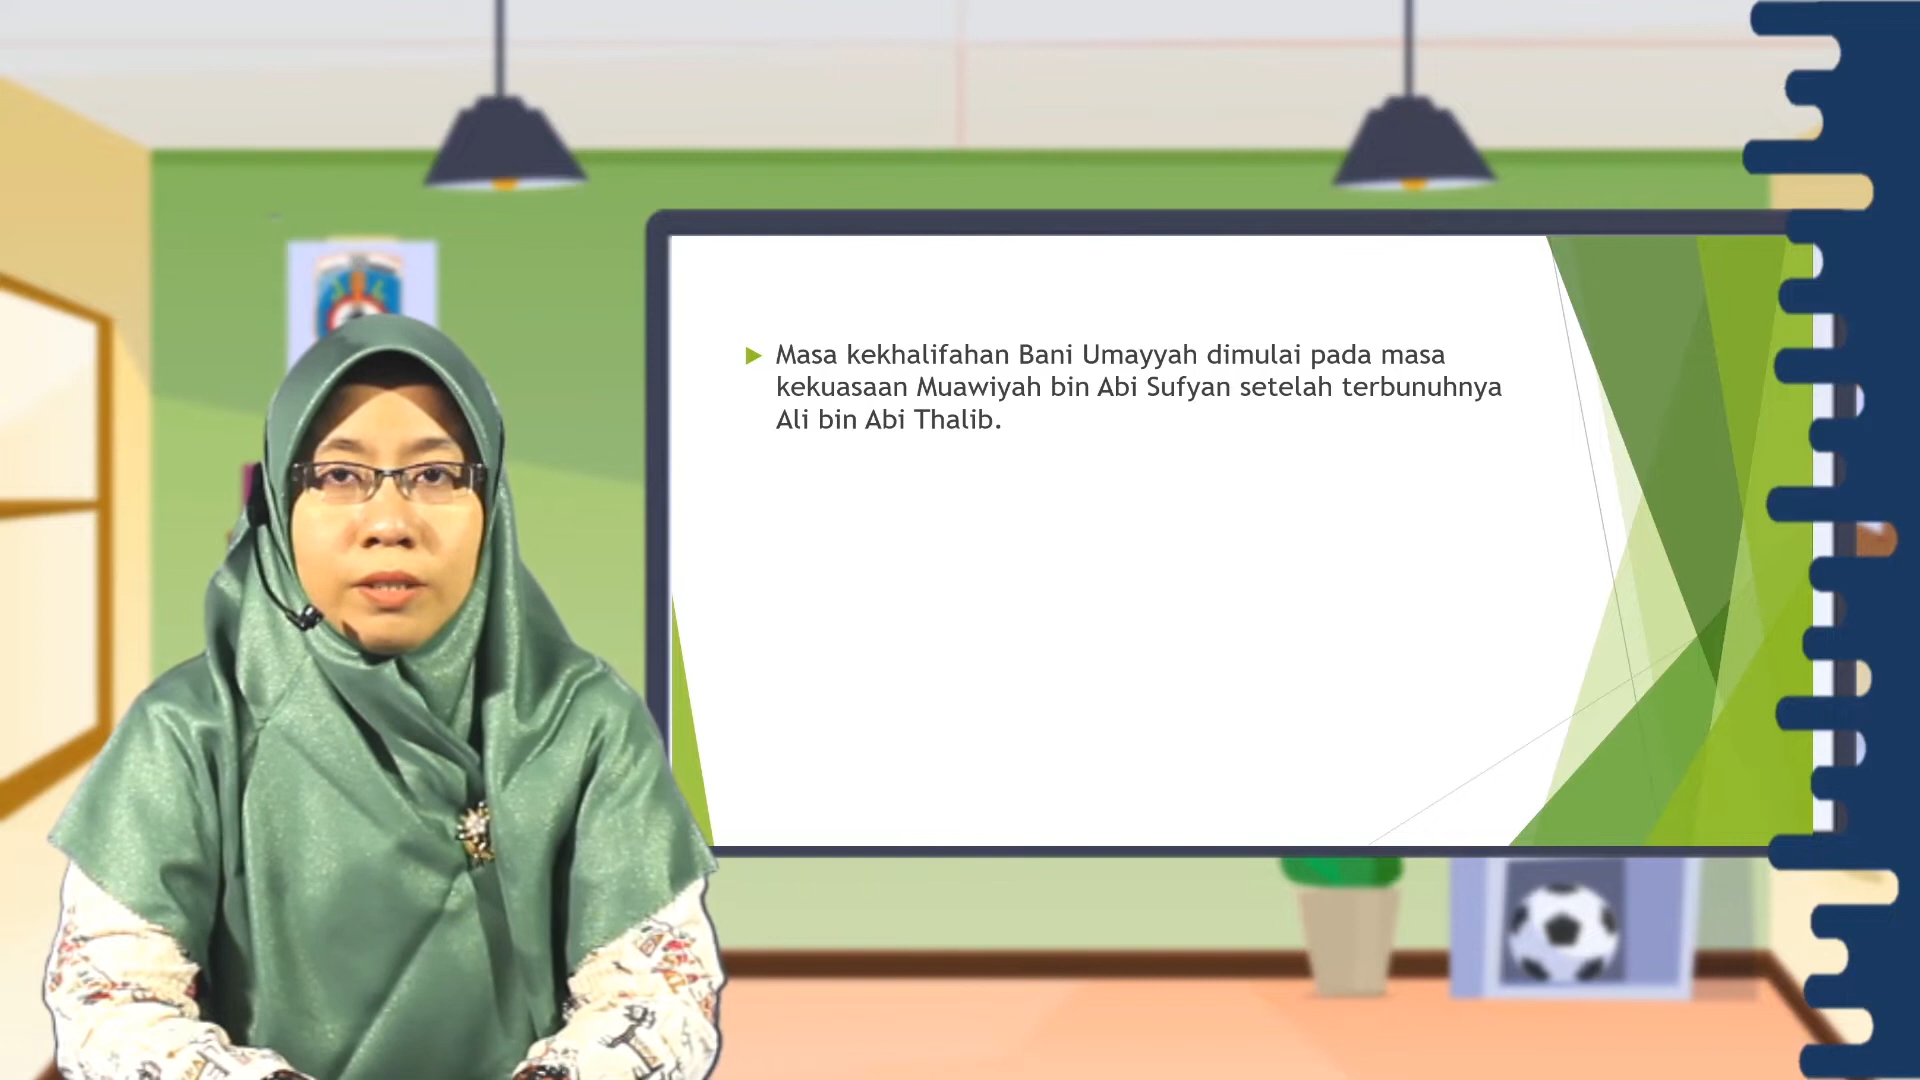 Masa kekhalifahan Bani Umayyah dimulai pada masa
kekuasaan Muawiyah bin Abi Sufyan setelah terbunuhnya
Ali bin Abi Thalib.